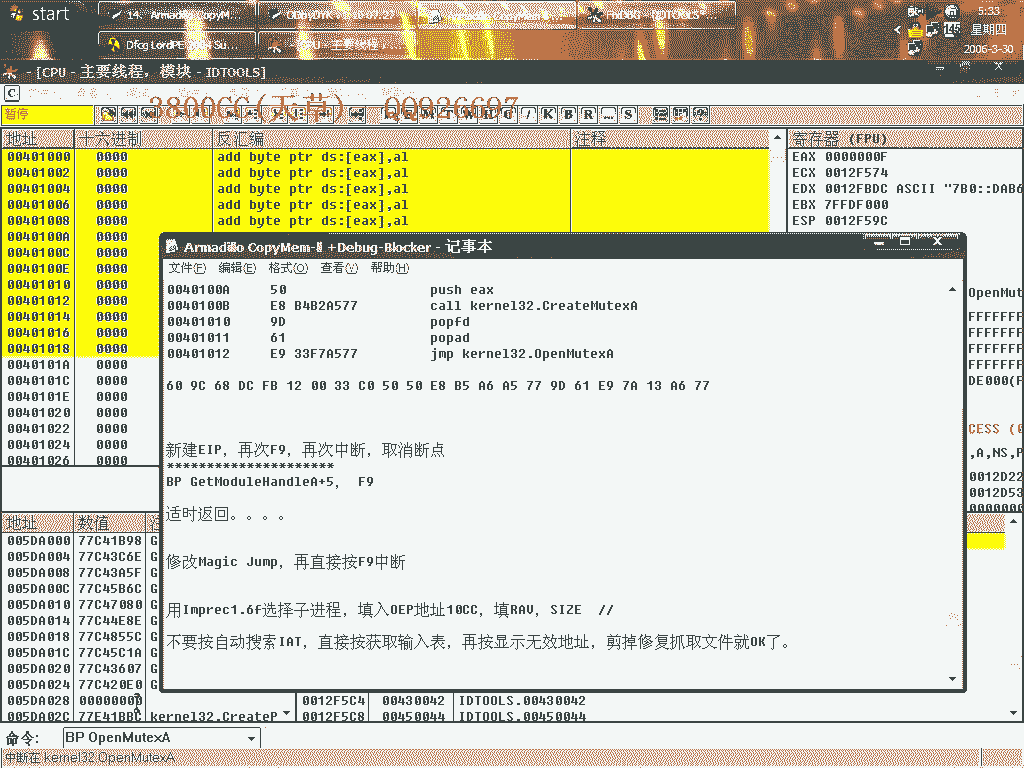 start
14. Armadillo CopyM...
5:33
星期四
2006-3-30
Dfcg LordPE 2004 Su...
- [CPU - 主要线程, 模块 - IDTOOLS]
C
3800CC(天草) QQ926697
暂停
/ K B R ... S
地址 十六进制 反汇编 注释
00401000 0000 add byte ptr ds:[eax],al
00401002 0000 add byte ptr ds:[eax],al
00401004 0000 add byte ptr ds:[eax],al
00401006 0000 add byte ptr ds:[eax],al
00401008 0000 add byte ptr ds:[eax],al
0040100A 0000
0040100C 0000
0040100E 0000
00401010 0000
00401012 0000
00401014 0000
00401016 0000
00401018 0000
0040101A 0000
0040101C 0000
0040101E 0000
00401020 0000
00401022 0000
00401024 0000
00401026 0000
寄存器 (FPU)
EAX 0000000F
ECX 0012F574
EDX 0012FBDC ASCII "7B0::DAB6
EBX 7FFDF000
ESP 0012F59C
OpenMut
FFFFFFF
FFFFFFF
FFFFFFF
DE000(F
CESS (0
,A,NS,P
0012D22
0012D53
0000000
Armadillo CopyMem-II +Debug-Blocker - 记事本
文件(F) 编辑(E) 格式(O) 查看(V) 帮助(H)
0040100A 50 push eax
0040100B E8 B4B2A577 call kernel32.CreateMutexA
00401010 9D popfd
00401011 61 popad
00401012 E9 33F7A577 jmp kernel32.OpenMutexA
60 9C 68 DC FB 12 00 33 C0 50 50 E8 B5 A6 A5 77 9D 61 E9 7A 13 A6 77
新建EIP，再次F9，再次中断，取消断点
*********************
BP GetModuleHandleA+5, F9
适时返回。。。。
修改Magic Jump，再直接按F9中断
用Imprec1.6f选择子进程，填入OEP地址10CC，填RAV，SIZE //
不要按自动搜索IAT，直接按获取输入表，再按显示无效地址，剪掉修复抓取文件就OK了。
地址 数值
005DA000 77C41B98 G
005DA004 77C43C6E G
005DA008 77C43A5F G
005DA00C 77C45B6C G
005DA010 77C47080 G
005DA014 77C44E8E G
005DA018 77C4855C G
005DA01C 77C45C1A G
005DA020 77C43607 G
005DA024 77C420E0 G
005DA028 00000000
005DA02C 77E41BBC kernel32.CreateP
0012F5C4 00430042 IDTOOLS.00430042
0012F5C8 00450044 IDTOOLS.00450044
命令: BP OpenMutexA
中断在 kernel32.OpenMutexA